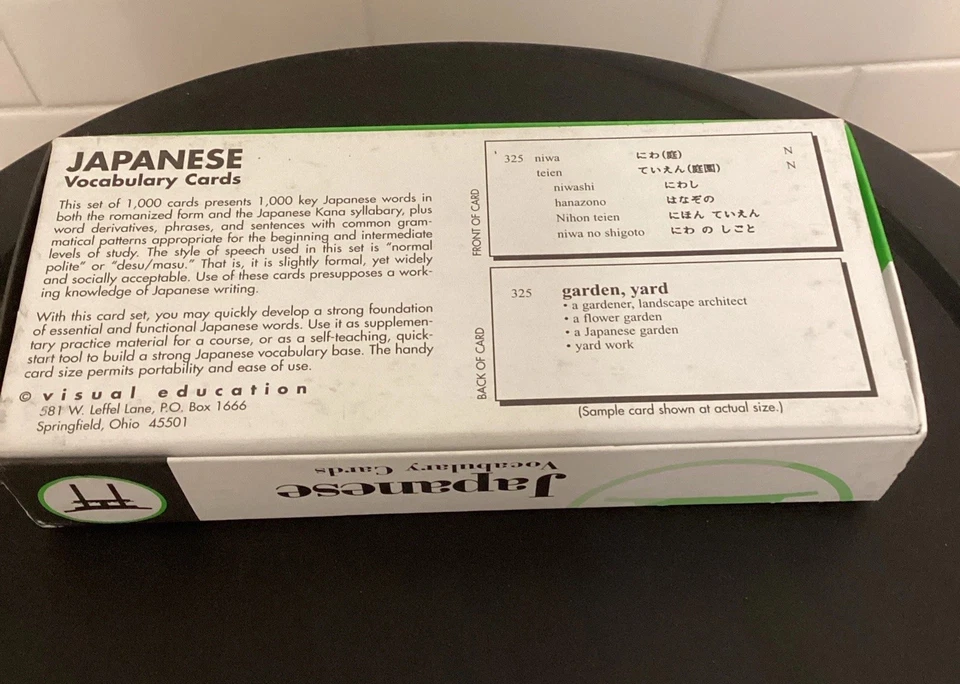 JAPANESE
Vocabulary Cards
This set of 1,000 cards presents 1,000 key Japanese words in
both the romanized form and the Japanese Kana syllabary, plus
word derivatives, phrases, and sentences with common gram-
matical patterns appropriate for the beginning and intermediate
levels of study. The style of speech used in this set is "normal
polite" or "desu/masu." That is, it is slightly formal, yet widely
and socially acceptable. Use of these cards presupposes a work-
ing knowledge of Japanese writing.
With this card set, you may quickly develop a strong foundation
of essential and functional Japanese words. Use it as supplemen-
tary practice material for a course, or as a self-teaching, quick-
start tool to build a strong Japanese vocabulary base. The handy
card size permits portability and ease of use.
© visual education
581 W. Leffel Lane, P.O. Box 1666
Springfield, Ohio 45501
FRONT OF CARD
325 niwa にわ(庭) N
teien ていえん(庭園) N
niwashi にわし
hanazono はなぞの
Nihon teien にほん ていえん
niwa no shigoto にわ の しごと
BACK OF CARD
325 garden, yard
• a gardener, landscape architect
• a flower garden
• a Japanese garden
• yard work
(Sample card shown at actual size.)
Japanese
Vocabulary Cards